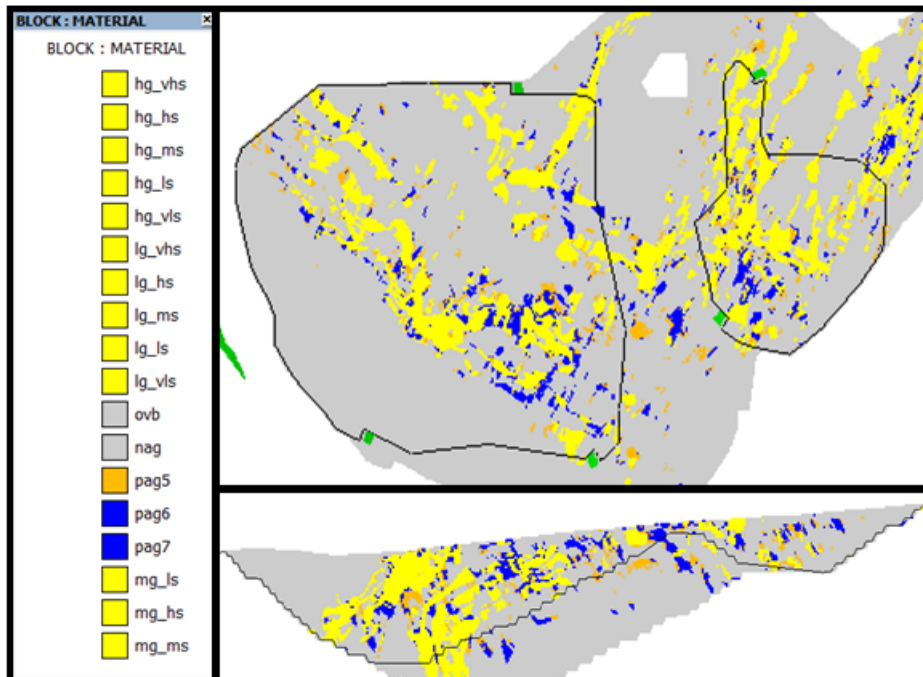 BLOCK : MATERIAL
BLOCK : MATERIAL
hg_vhs
hg_hs
hg_ms
hg_ls
hg_vls
lg_vhs
lg_hs
lg_ms
lg_ls
lg_vls
ovb
nag
pag5
pag6
pag7
mg_ls
mg_hs
mg_ms